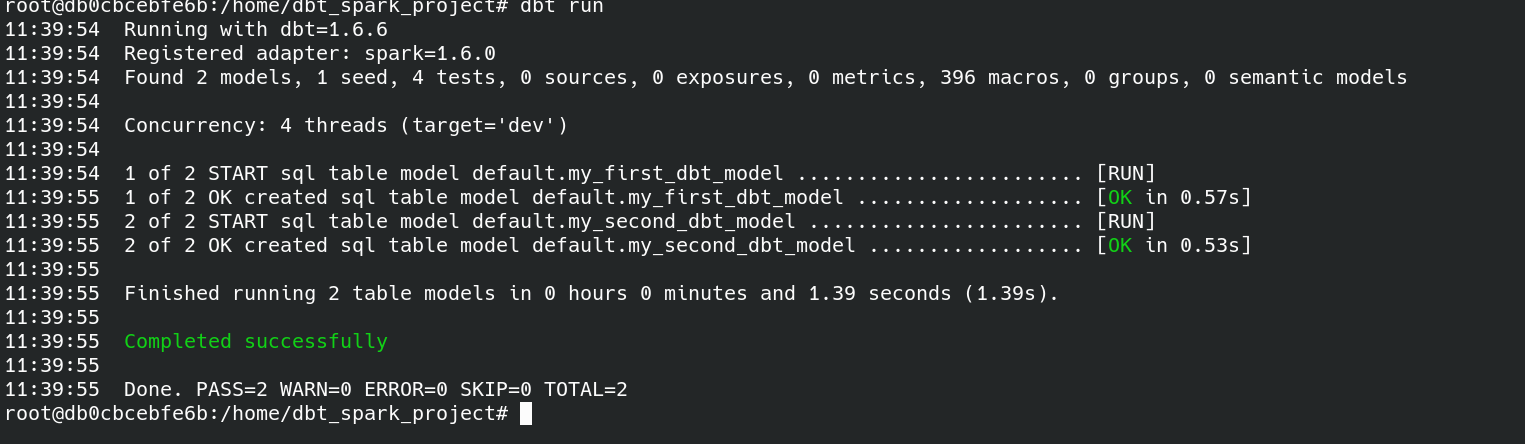 root@db0cbcebfe6b:/home/dbt_spark_project# dbt run
11:39:54  Running with dbt=1.6.6
11:39:54  Registered adapter: spark=1.6.0
11:39:54  Found 2 models, 1 seed, 4 tests, 0 sources, 0 exposures, 0 metrics, 396 macros, 0 groups, 0 semantic models
11:39:54
11:39:54  Concurrency: 4 threads (target='dev')
11:39:54
11:39:54  1 of 2 START sql table model default.my_first_dbt_model ........................ [RUN]
11:39:55  1 of 2 OK created sql table model default.my_first_dbt_model ................... [OK in 0.57s]
11:39:55  2 of 2 START sql table model default.my_second_dbt_model ....................... [RUN]
11:39:55  2 of 2 OK created sql table model default.my_second_dbt_model .................. [OK in 0.53s]
11:39:55
11:39:55  Finished running 2 table models in 0 hours 0 minutes and 1.39 seconds (1.39s).
11:39:55
11:39:55  Completed successfully
11:39:55
11:39:55  Done. PASS=2 WARN=0 ERROR=0 SKIP=0 TOTAL=2
root@db0cbcebfe6b:/home/dbt_spark_project#